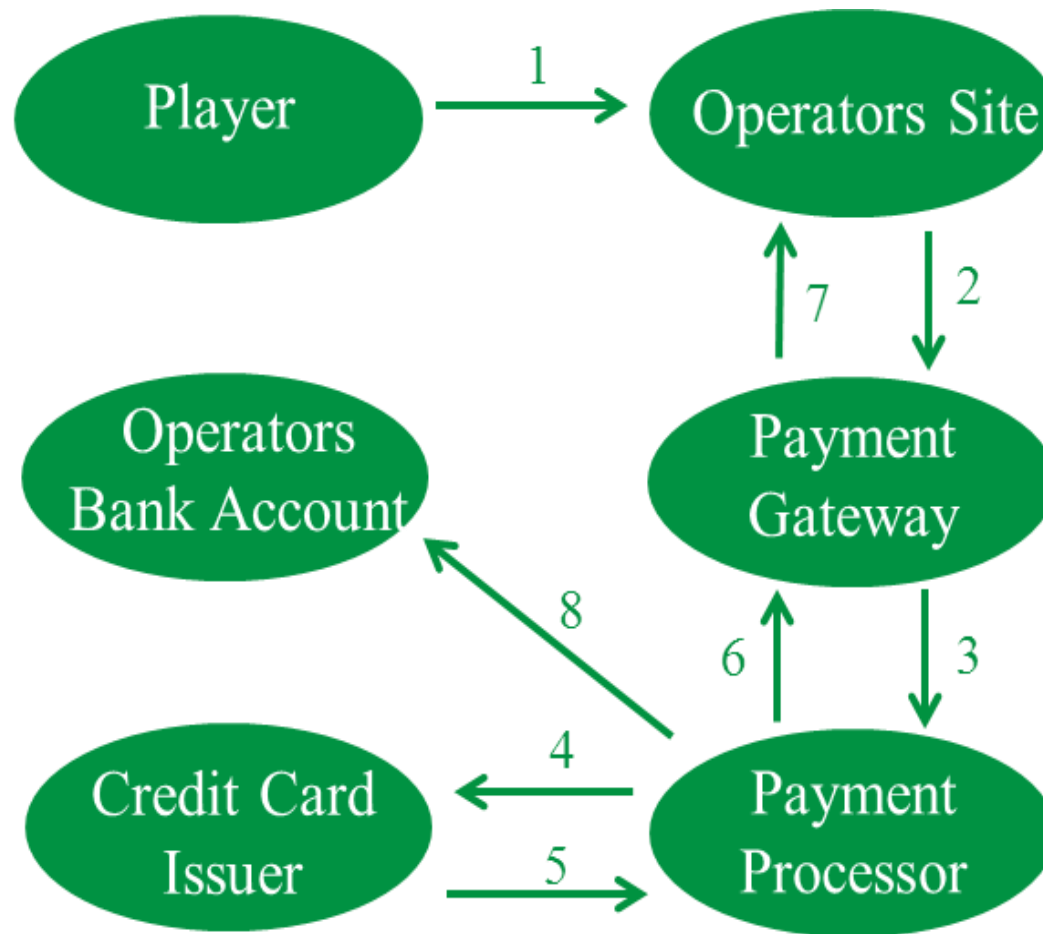 Player
1
Operators Site
7
2
Operators
Bank Account
Payment
Gateway
8
6
3
4
Credit Card
Issuer
5
Payment
Processor